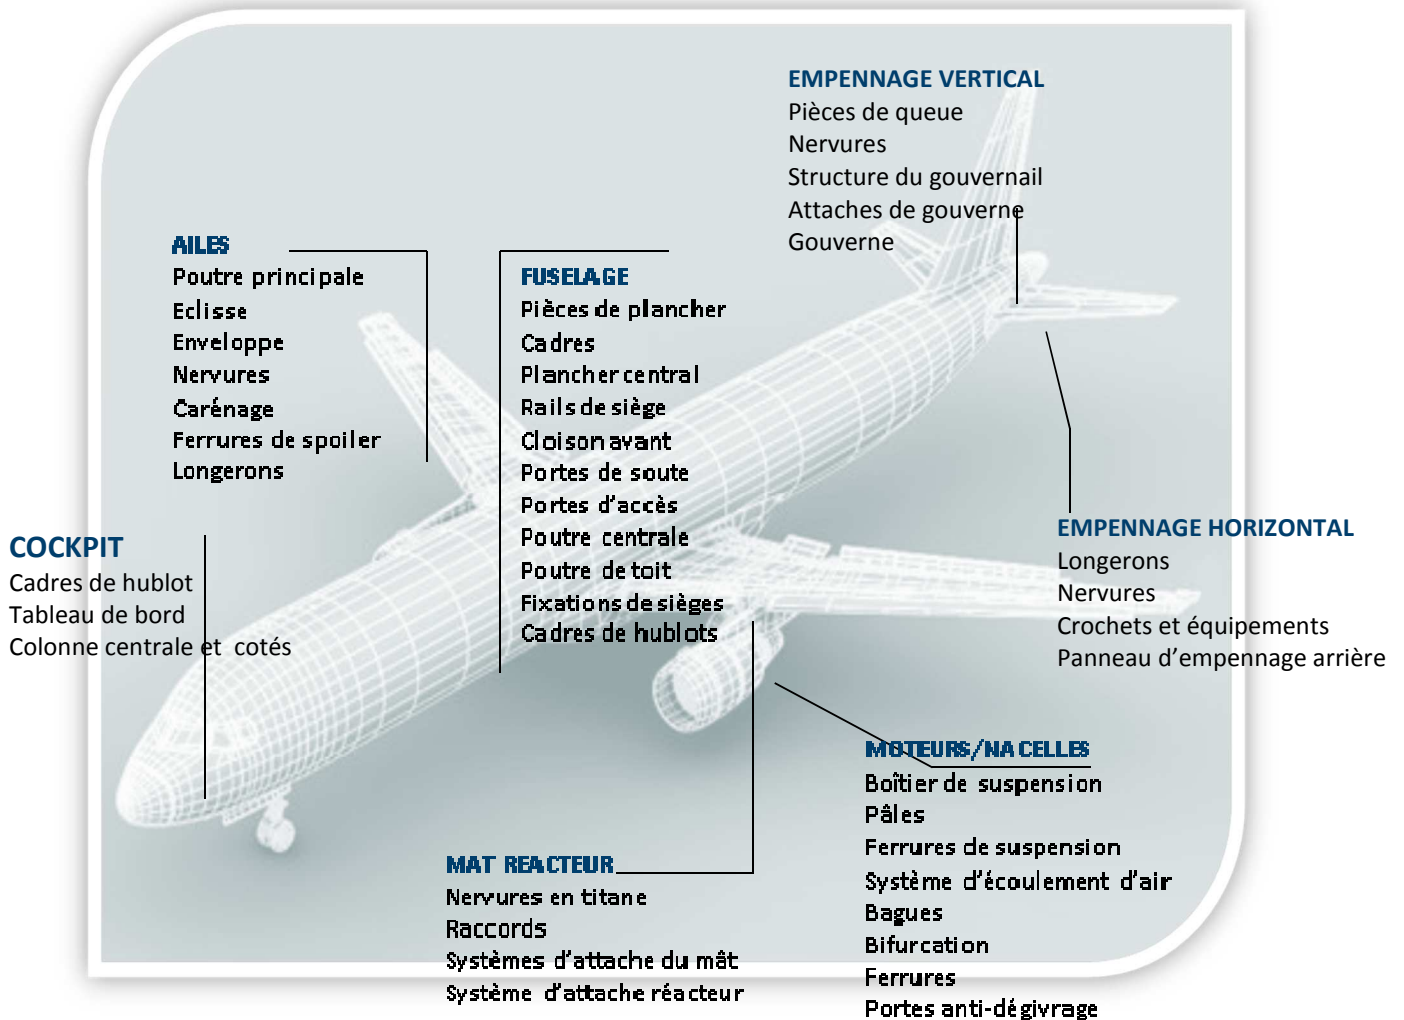 EMPENNAGE VERTICAL
Pièces de queue
Nervures
Structure du gouvernail
Attaches de gouverne
Gouverne
AILES
Poutre principale
Eclisse
Enveloppe
Nervures
Carénage
Ferrures de spoiler
Longerons
FUSELAGE
Pièces de plancher
Cadres
Plancher central
Rails de siège
Cloison avant
Portes de soute
Portes d'accès
Poutre centrale
Poutre de toit
Fixations de sièges
Cadres de hublots
COCKPIT
Cadres de hublot
Tableau de bord
Colonne centrale et cotés
EMPENNAGE HORIZONTAL
Longerons
Nervures
Crochets et équipements
Panneau d'empennage arrière
MOTEURS/NACELLES
Boîtier de suspension
Pâles
Ferrures de suspension
Système d'écoulement d'air
Bagues
Bifurcation
Ferrures
Portes anti-dégivrage
MAT REACTEUR
Nervures en titane
Raccords
Systèmes d'attache du mât
Système d'attache réacteur